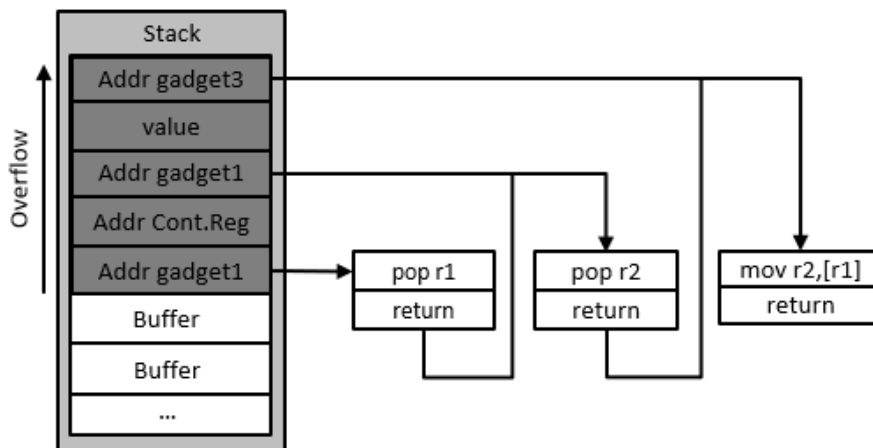 Stack
Overflow
Addr gadget3
value
Addr gadget1
Addr Cont.Reg
Addr gadget1
Buffer
Buffer
...
pop r1
return
pop r2
return
mov r2,[r1]
return